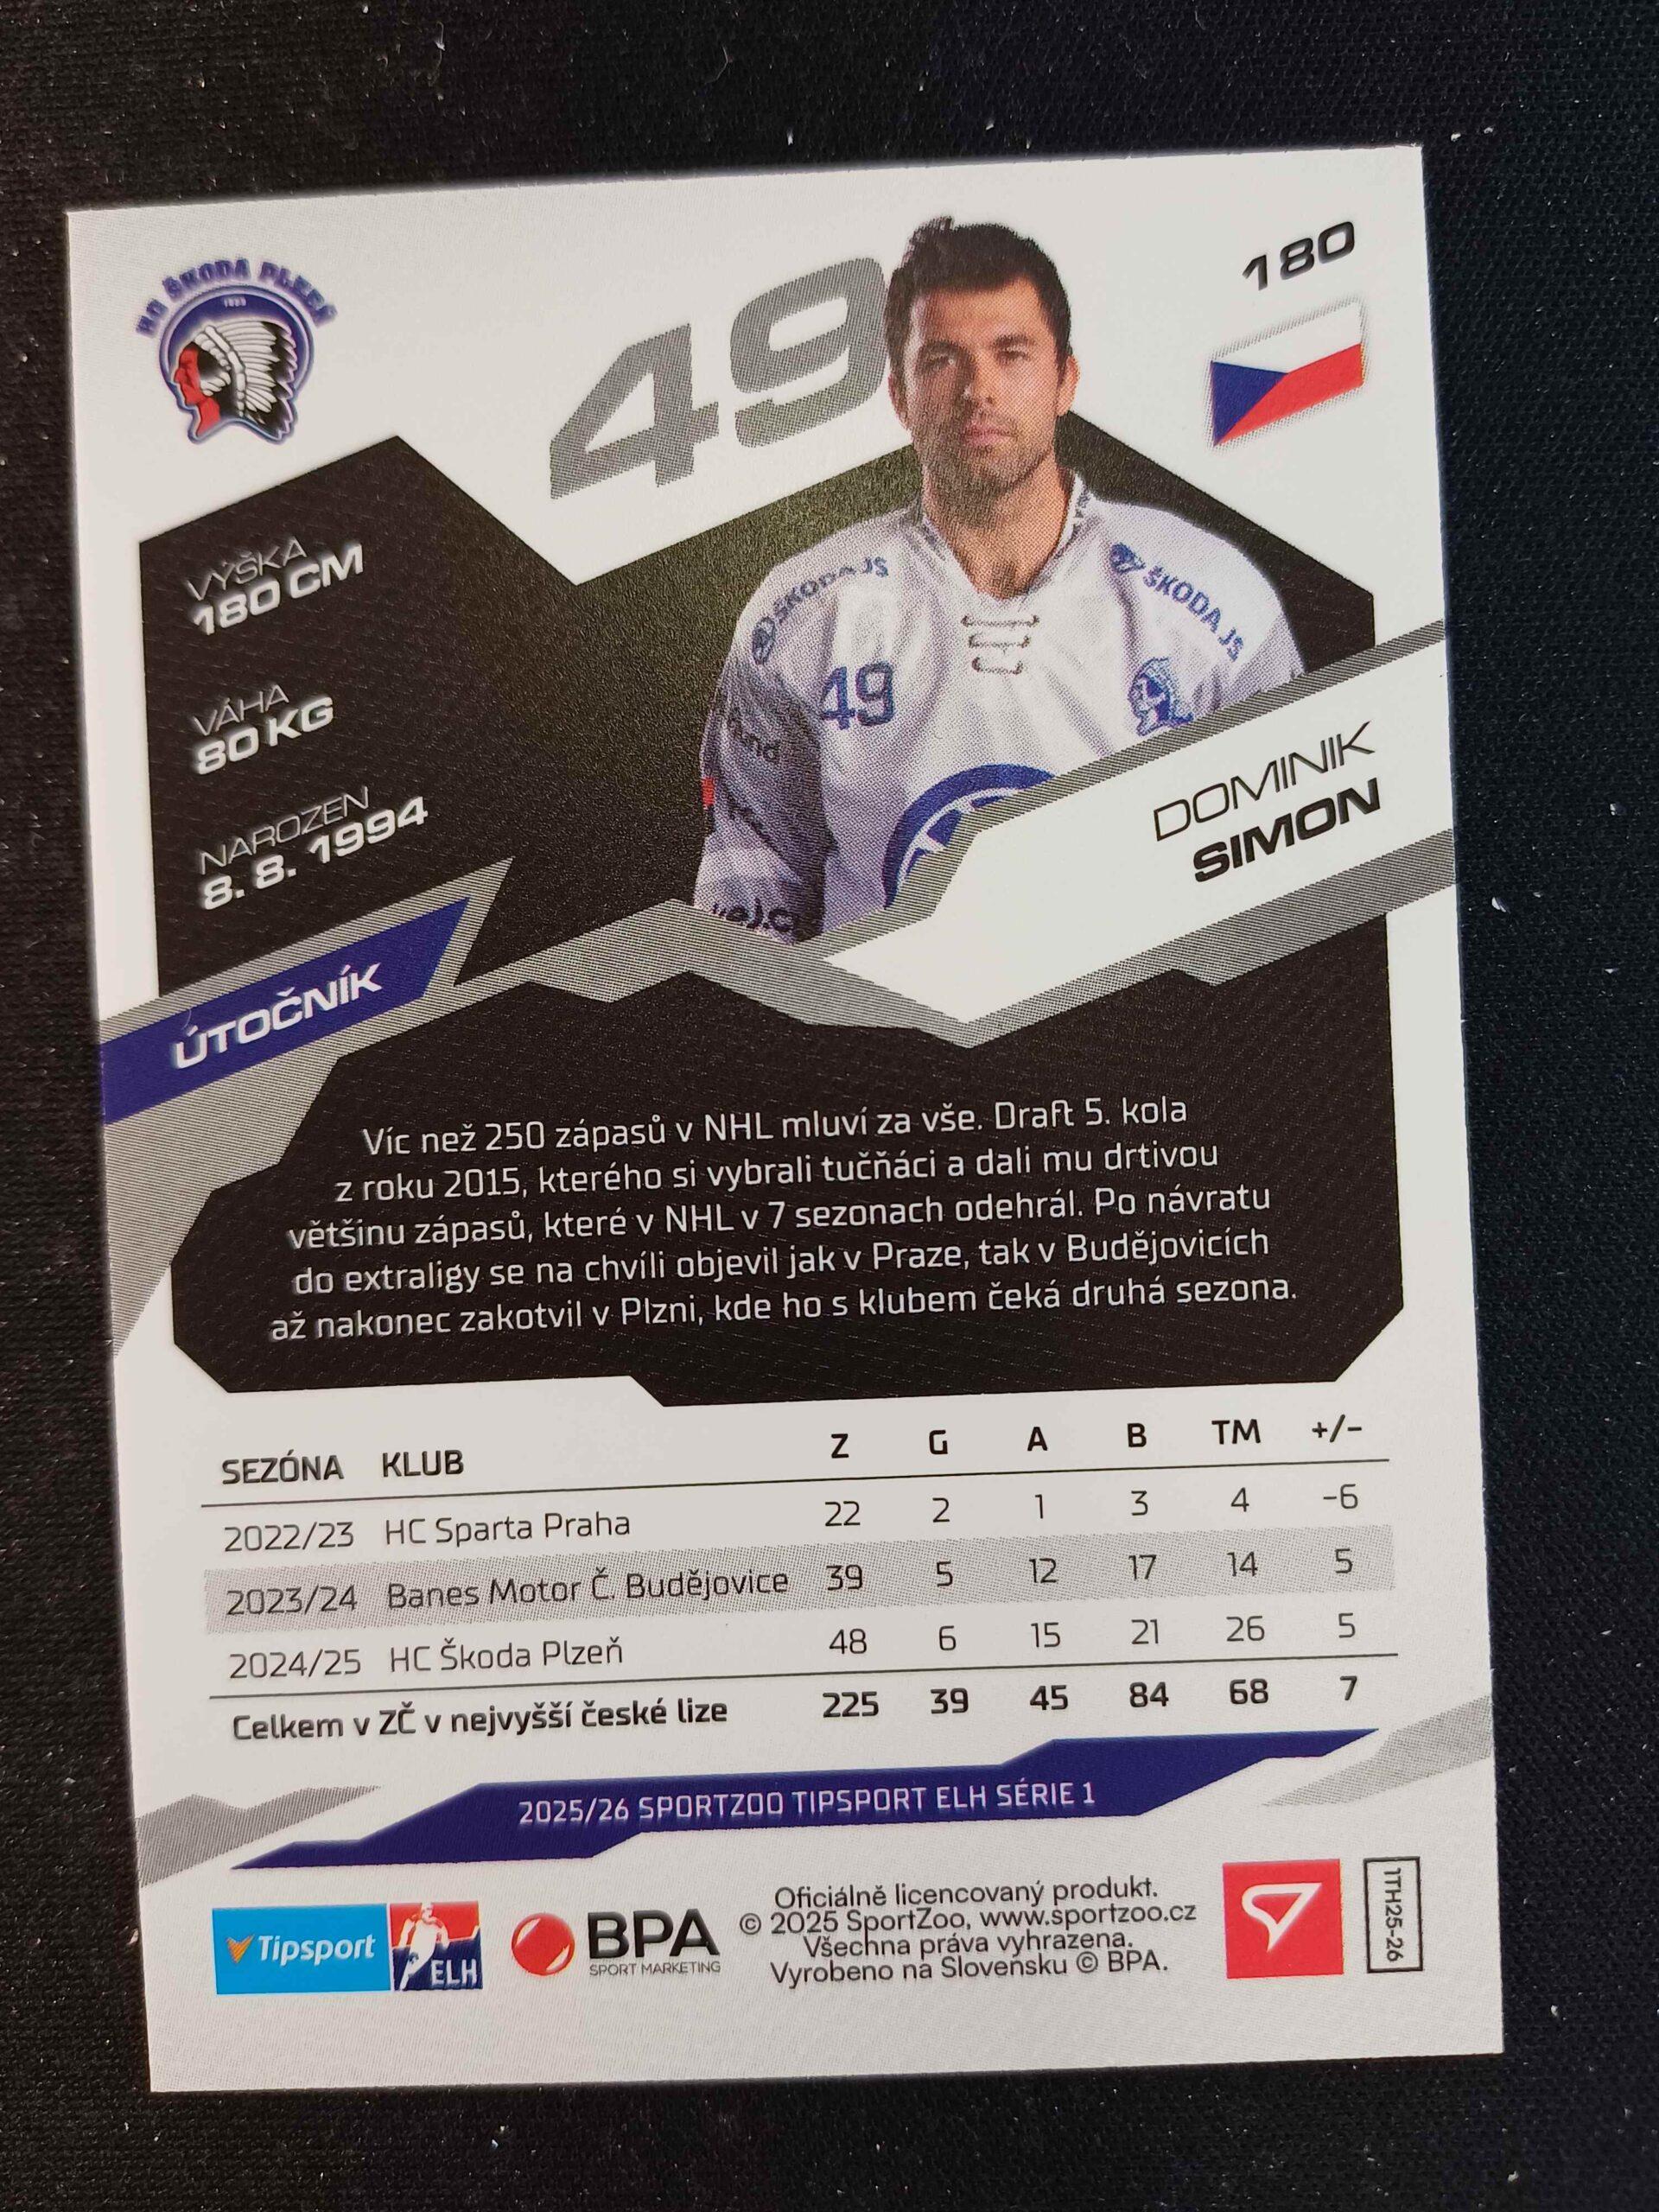 HC ŠKODA PLZEŇ
49
180
VÝŠKA
180 CM
VÁHA
80 KG
NAROZEN
8. 8. 1994
ŠKODA JS
ŠKODA JS
49
DOMINIK
SIMON
ÚTOČNÍK
Víc než 250 zápasů v NHL mluví za vše. Draft 5. kola
z roku 2015, kterého si vybrali tučňáci a dali mu drtivou
většinu zápasů, které v NHL v 7 sezonach odehrál. Po návratu
do extraligy se na chvíli objevil jak v Praze, tak v Budějovicích
až nakonec zakotvil v Plzni, kde ho s klubem čeká druhá sezona.
SEZÓNA KLUB Z G A B TM +/-
2022/23 HC Sparta Praha 22 2 1 3 4 -6
2023/24 Banes Motor Č. Budějovice 39 5 12 17 14 5
2024/25 HC Škoda Plzeň 48 6 15 21 26 5
Celkem v ZČ v nejvyšší české lize 225 39 45 84 68 7
2025/26 SPORTZOO TIPSPORT ELH SÉRIE 1
Tipsport
ELH
BPA
SPORT MARKETING
Oficiálně licencovaný produkt.
© 2025 SportZoo, www.sportzoo.cz
Všechna práva vyhrazena.
Vyrobeno na Slovensku © BPA.
1TH25-26